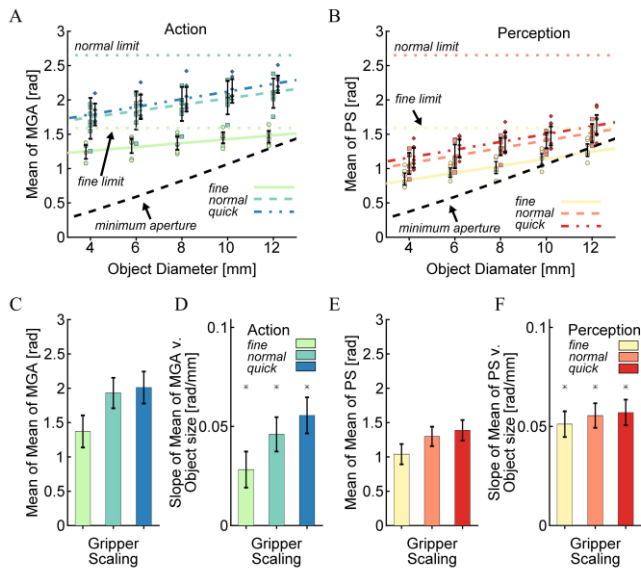 A
Action
3
2.5
2
1.5
1
0.5
0
4
6
8
10
12
Mean of MGA [rad]
Object Diameter [mm]
normal limit
fine limit
minimum aperture
fine
normal
quick
B
Perception
3
2.5
2
1.5
1
0.5
0
4
6
8
10
12
Mean of PS [rad]
Object Diamater [mm]
normal limit
fine limit
minimum aperture
fine
normal
quick
C
3
2.5
2
1.5
1
0.5
0
Mean of Mean of MGA [rad]
Gripper
Scaling
D
Action
fine
normal
quick
0.1
0.05
0
Slope of Mean of MGA v.
Object size [rad/mm]
× × ×
Gripper
Scaling
E
3
2.5
2
1.5
1
0.5
0
Mean of Mean of PS [rad]
Gripper
Scaling
F
Perception
fine
normal
quick
0.1
0.05
0
Slope of Mean of PS v.
Object size [rad/mm]
× × ×
Gripper
Scaling